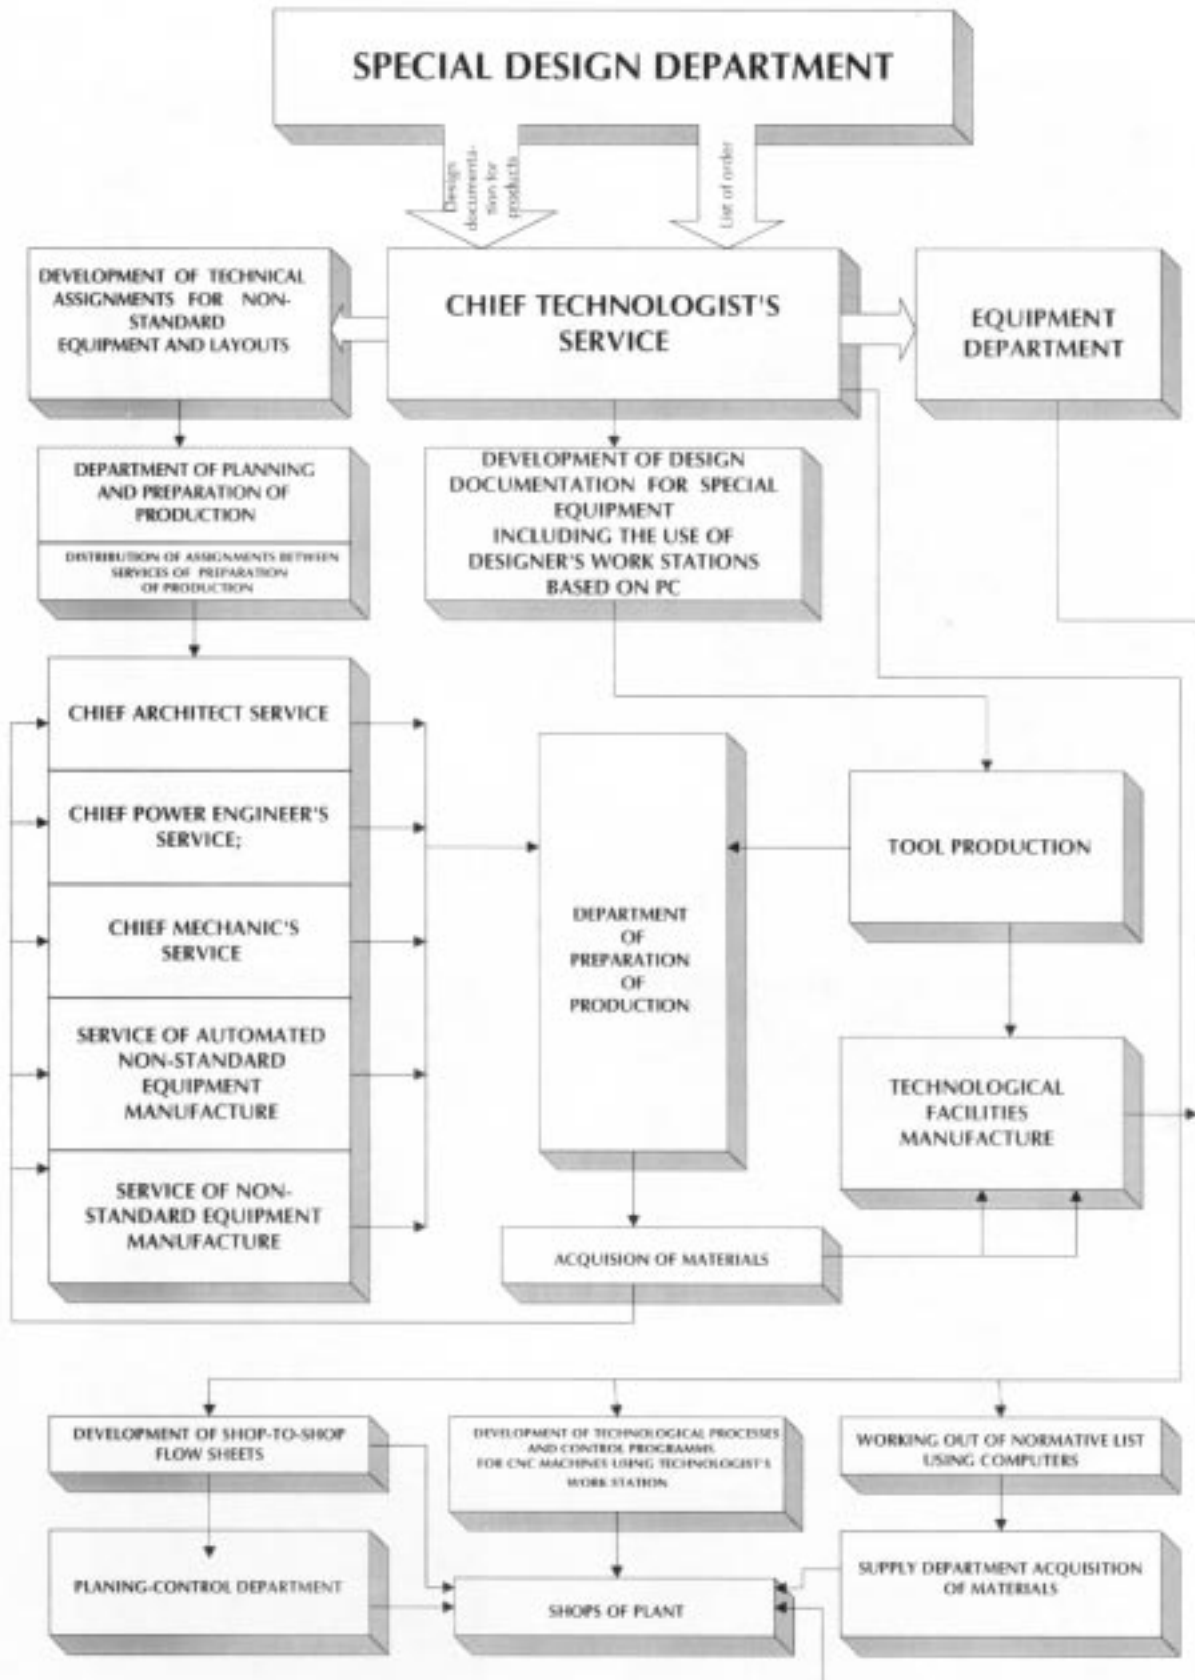 SPECIAL DESIGN DEPARTMENT
Design
documenta-
tion for
products
List of order
DEVELOPMENT OF TECHNICAL
ASSIGNMENTS FOR NON-
STANDARD
EQUIPMENT AND LAYOUTS
CHIEF TECHNOLOGIST'S
SERVICE
EQUIPMENT
DEPARTMENT
DEPARTMENT OF PLANNING
AND PREPARATION OF
PRODUCTION
DISTRIBUTION OF ASSIGNMENTS BETWEEN
SERVICES OF PREPARATION
OF PRODUCTION
DEVELOPMENT OF DESIGN
DOCUMENTATION FOR SPECIAL
EQUIPMENT
INCLUDING THE USE OF
DESIGNER'S WORK STATIONS
BASED ON PC
CHIEF ARCHITECT SERVICE
CHIEF POWER ENGINEER'S
SERVICE;
CHIEF MECHANIC'S
SERVICE
SERVICE OF AUTOMATED
NON-STANDARD
EQUIPMENT
MANUFACTURE
SERVICE OF NON-
STANDARD EQUIPMENT
MANUFACTURE
DEPARTMENT
OF
PREPARATION
OF
PRODUCTION
TOOL PRODUCTION
TECHNOLOGICAL
FACILITIES
MANUFACTURE
ACQUISION OF MATERIALS
DEVELOPMENT OF SHOP-TO-SHOP
FLOW SHEETS
DEVELOPMENT OF TECHNOLOGICAL PROCESSES
AND CONTROL PROGRAMMS
FOR CNC MACHINES USING TECHNOLOGIST'S
WORK STATION
WORKING OUT OF NORMATIVE LIST
USING COMPUTERS
PLANING-CONTROL DEPARTMENT
SHOPS OF PLANT
SUPPLY DEPARTMENT ACQUISITION
OF MATERIALS